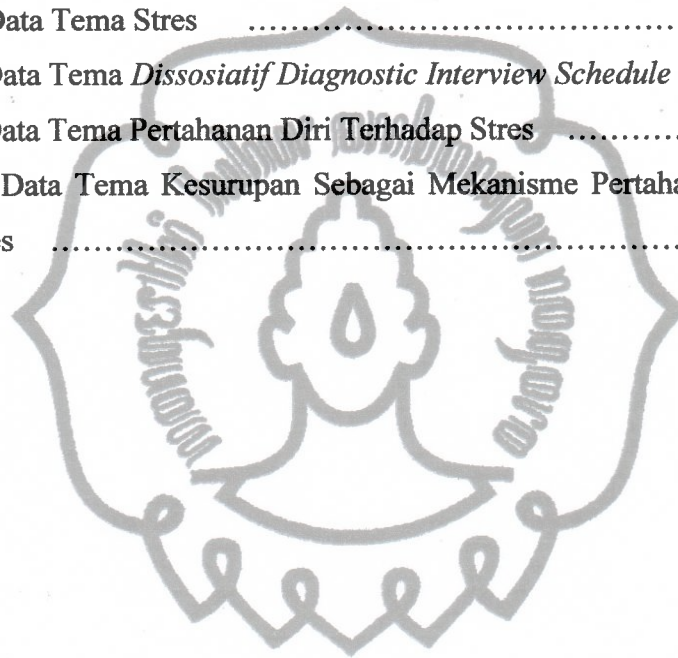 Data Tema Stres ........................................................
Data Tema Dissosiatif Diagnostic Interview Schedule
Data Tema Pertahanan Diri Terhadap Stres ............
Data Tema Kesurupan Sebagai Mekanisme Pertaha
es ................................................................................